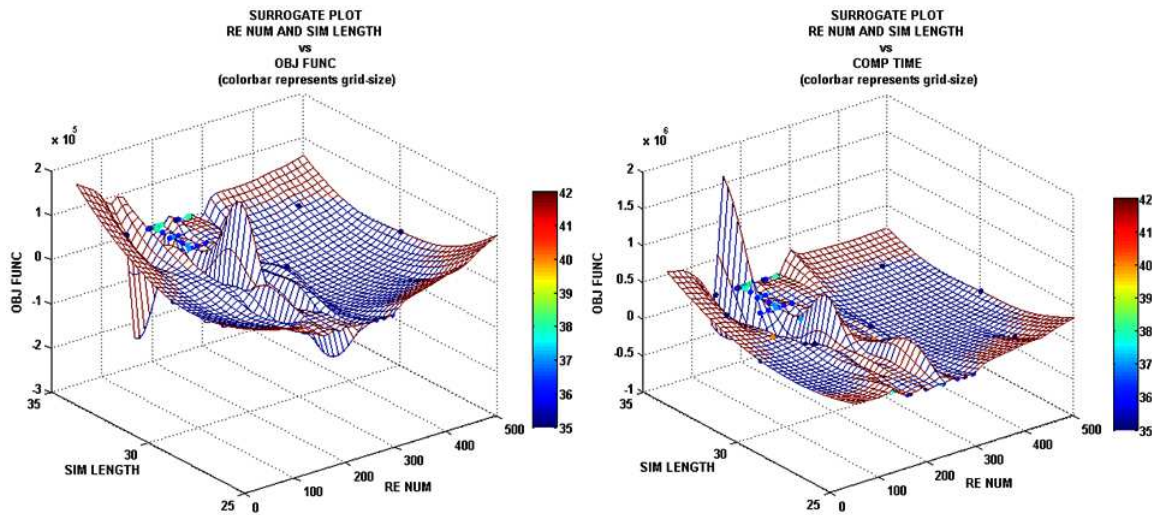 SURROGATE PLOT
RE NUM AND SIM LENGTH
vs
OBJ FUNC
(colorbar represents grid-size)
x 10^5
2
1
0
-1
-2
-3
OBJ FUNC
35
30
25
SIM LENGTH
0
100
200
300
400
500
RE NUM
42
41
40
39
38
37
36
35
SURROGATE PLOT
RE NUM AND SIM LENGTH
vs
COMP TIME
(colorbar represents grid-size)
x 10^6
2
1.5
1
0.5
0
-0.5
-1
OBJ FUNC
35
30
25
SIM LENGTH
0
100
200
300
400
500
RE NUM
42
41
40
39
38
37
36
35